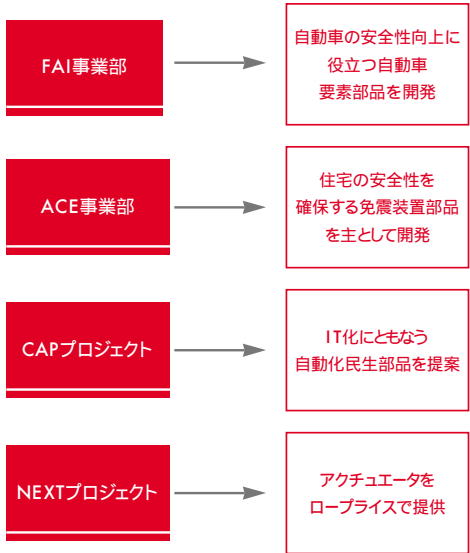 FAI事業部
自動車の安全性向上に
役立つ自動車
要素部品を開発
ACE事業部
住宅の安全性を
確保する免震装置部品
を主として開発
CAPプロジェクト
IT化にともなう
自動化民生部品を提案
NEXTプロジェクト
アクチュエータを
ロープライスで提供